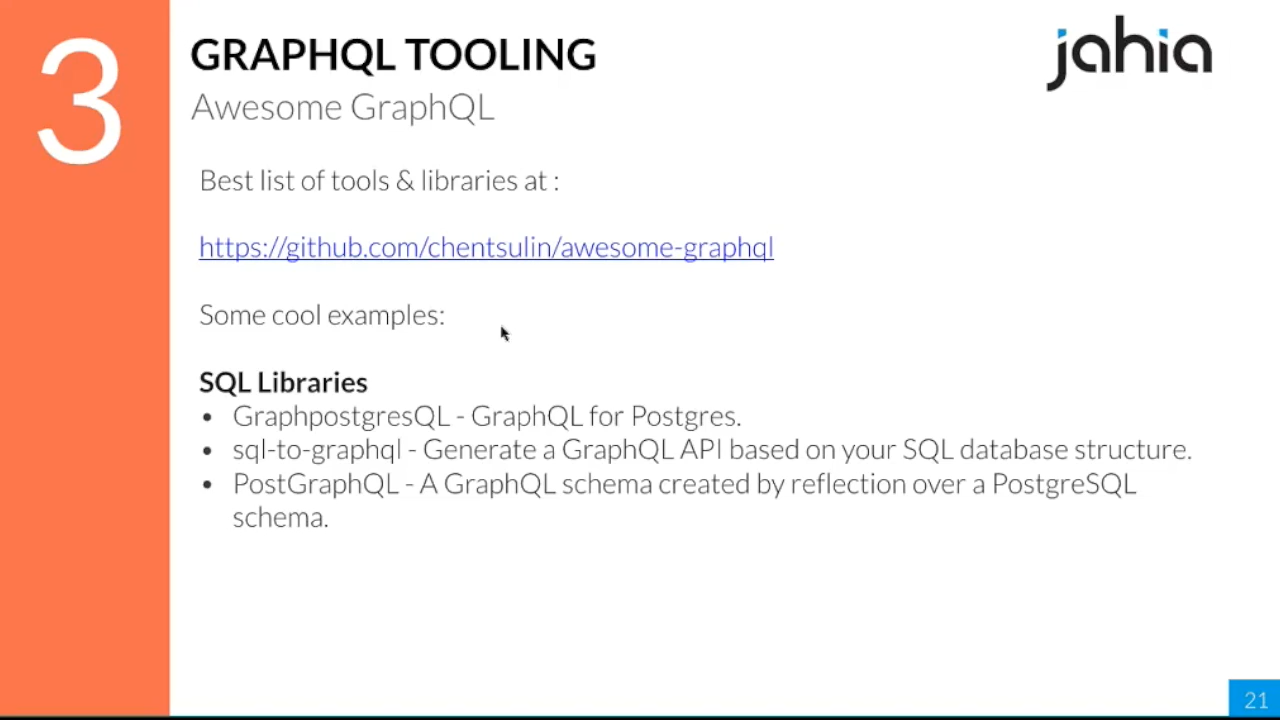 3
GRAPHQL TOOLING
jahia
Awesome GraphQL
Best list of tools & libraries at :
https://github.com/chentsulin/awesome-graphql
Some cool examples:
SQL Libraries
• GraphpostgresQL - GraphQL for Postgres.
• sql-to-graphql - Generate a GraphQL API based on your SQL database structure.
• PostGraphQL - A GraphQL schema created by reflection over a PostgreSQL
schema.
21